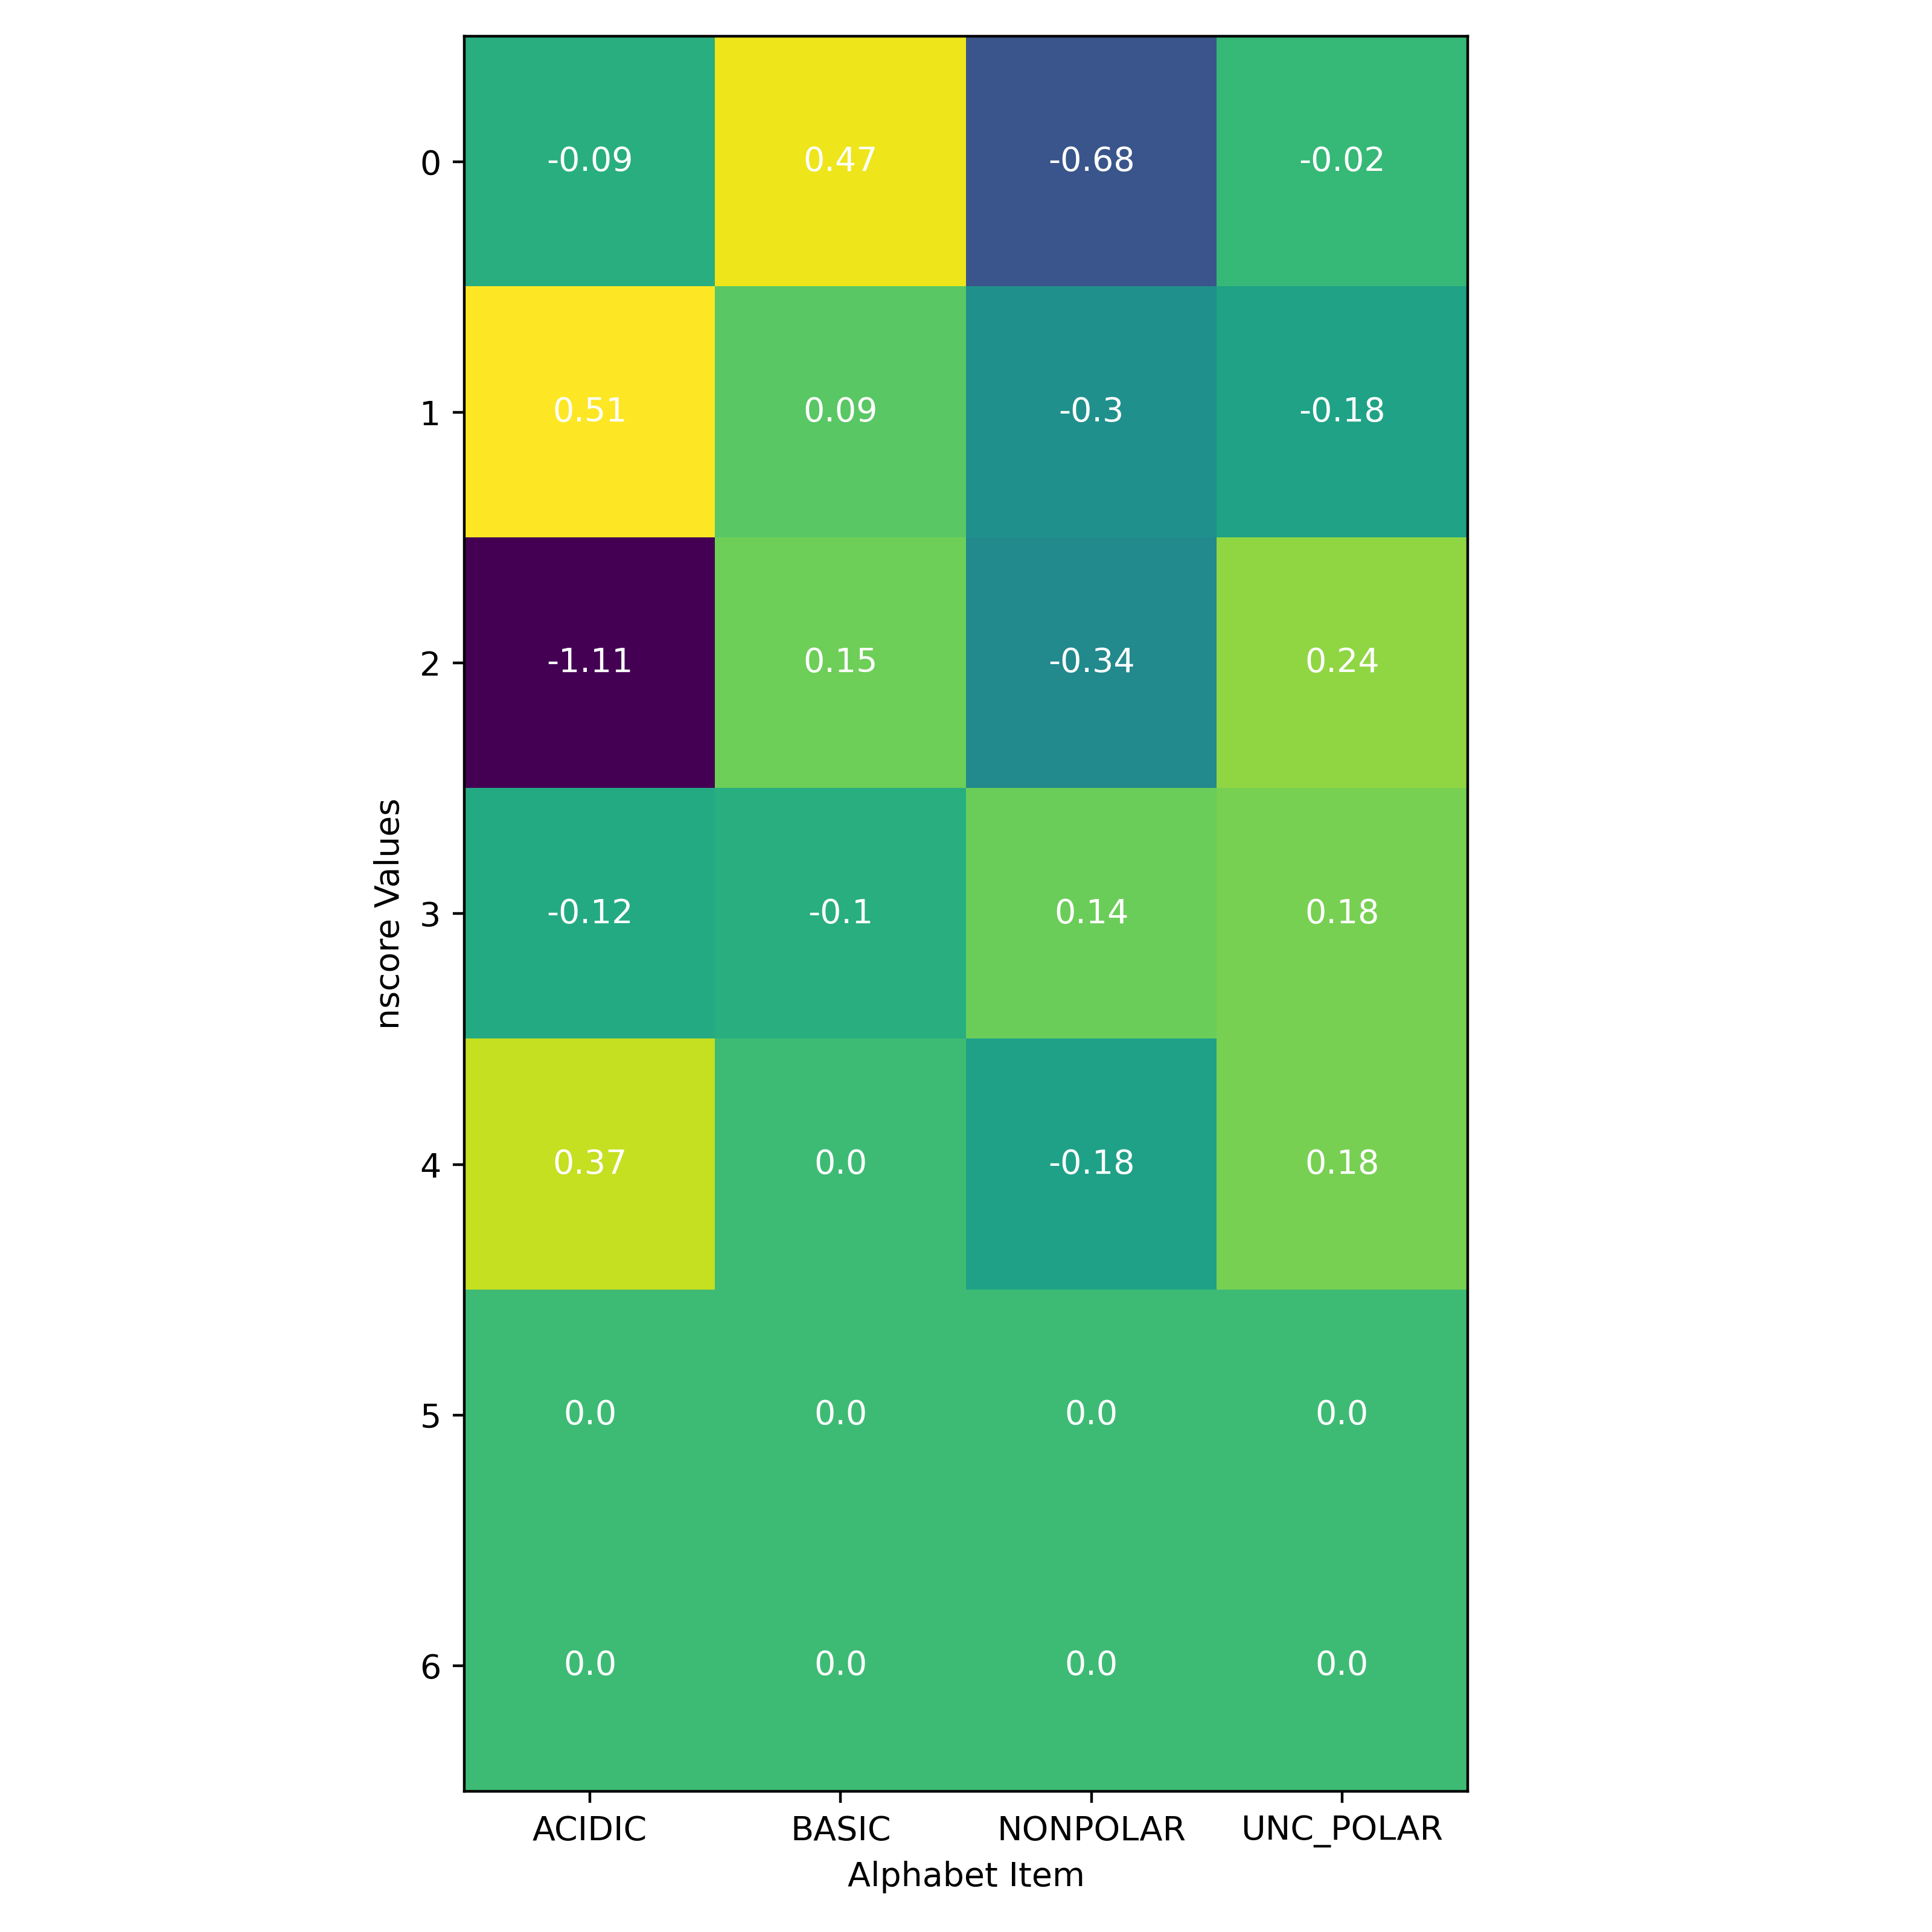 0 -0.09 0.47 -0.68 -0.02
1 0.51 0.09 -0.3 -0.18
2 -1.11 0.15 -0.34 0.24
nscore Values
3 -0.12 -0.1 0.14 0.18
4 0.37 0.0 -0.18 0.18
5 0.0 0.0 0.0 0.0
6 0.0 0.0 0.0 0.0
ACIDIC BASIC NONPOLAR UNC_POLAR
Alphabet Item